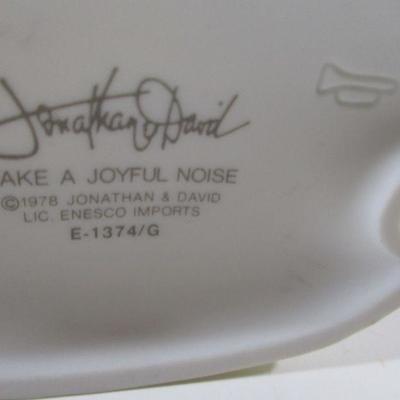 Jonathan & David
AKE A JOYFUL NOISE
©1978 JONATHAN & DAVID
LIC. ENESCO IMPORTS
E-1374/G